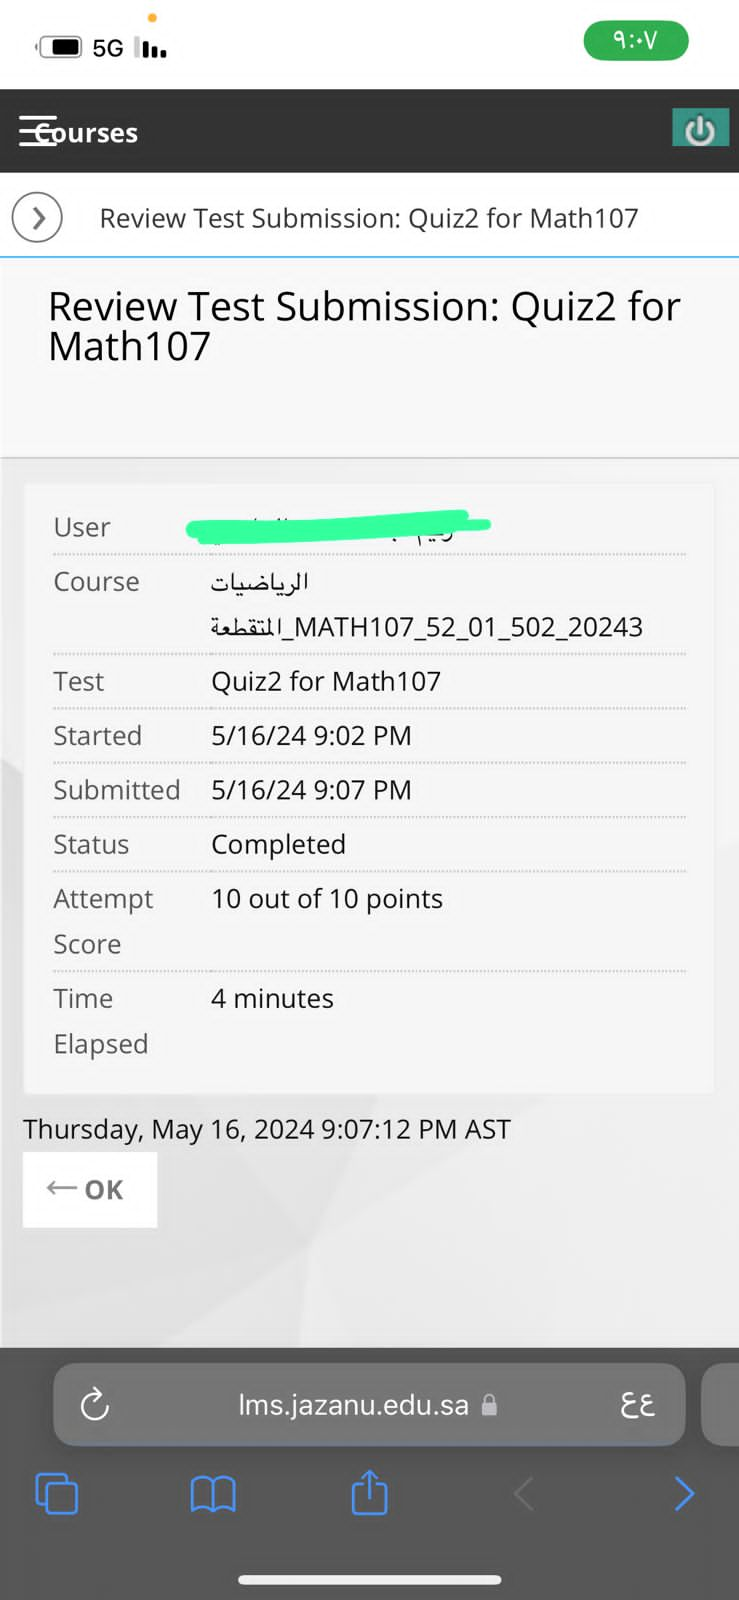 5G
٩:٠٧
Courses
Review Test Submission: Quiz2 for Math107
Review Test Submission: Quiz2 for
Math107
User
Course الرياضيات
المتقطعة_MATH107_52_01_502_20243
Test Quiz2 for Math107
Started 5/16/24 9:02 PM
Submitted 5/16/24 9:07 PM
Status Completed
Attempt 10 out of 10 points
Score
Time 4 minutes
Elapsed
Thursday, May 16, 2024 9:07:12 PM AST
OK
lms.jazanu.edu.sa
عع